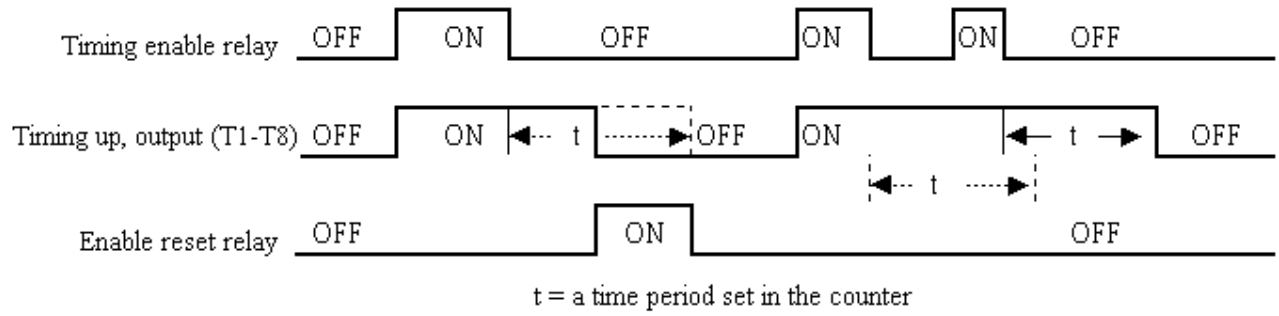 Timing enable relay OFF ON OFF ON ON OFF
Timing up, output (T1-T8) OFF ON t OFF ON t OFF
t
Enable reset relay OFF ON OFF
t = a time period set in the counter